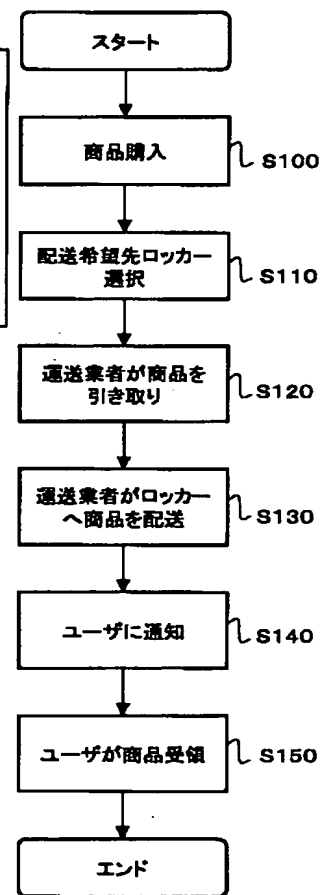 スタート
商品購入
S100
配送希望先ロッカー
選択
S110
運送業者が商品を
引き取り
S120
運送業者がロッカー
へ商品を配送
S130
ユーザに通知
S140
ユーザが商品受領
S150
エンド